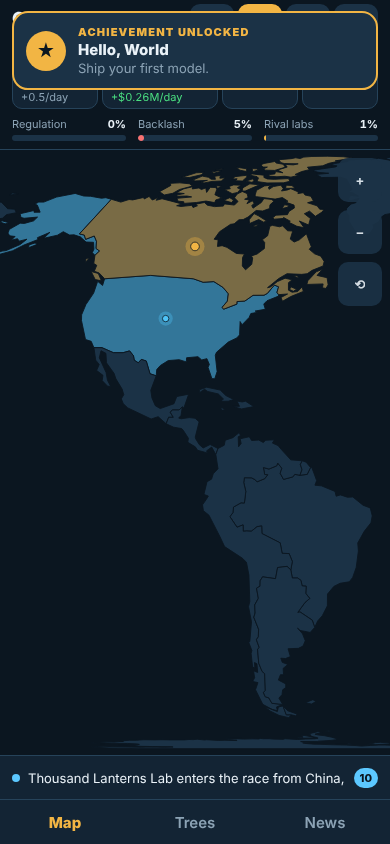 ACHIEVEMENT UNLOCKED
Hello, World
Ship your first model.
+0.5/day
+$0.26M/day
Regulation 0% Backlash 5% Rival labs 1%
+
−
⟲
Thousand Lanterns Lab enters the race from China, 10
Map Trees News